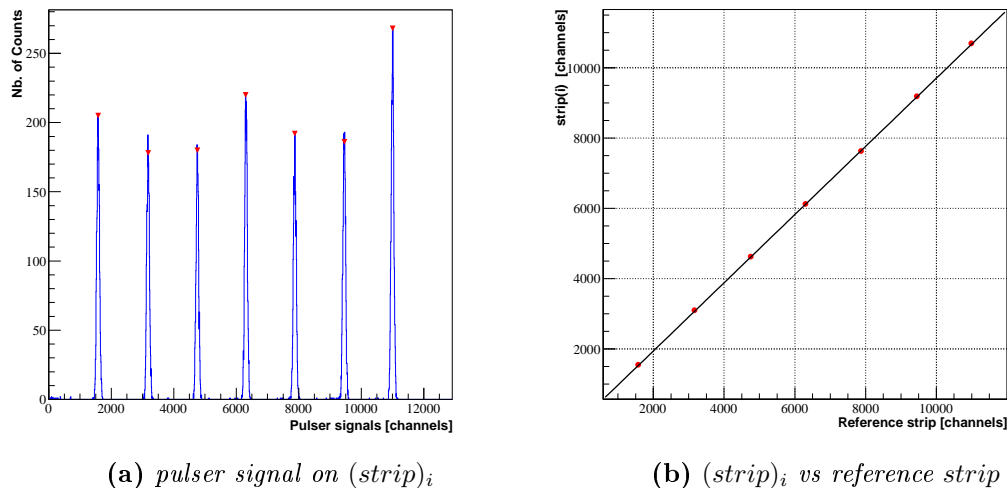 Nb. of Counts
250
200
150
100
50
0
0 2000 4000 6000 8000 10000 12000
Pulser signals [channels]
strip(i) [channels]
10000
8000
6000
4000
2000
2000 4000 6000 8000 10000
Reference strip [channels]
(a) pulser signal on (strip)i
(b) (strip)i vs reference strip